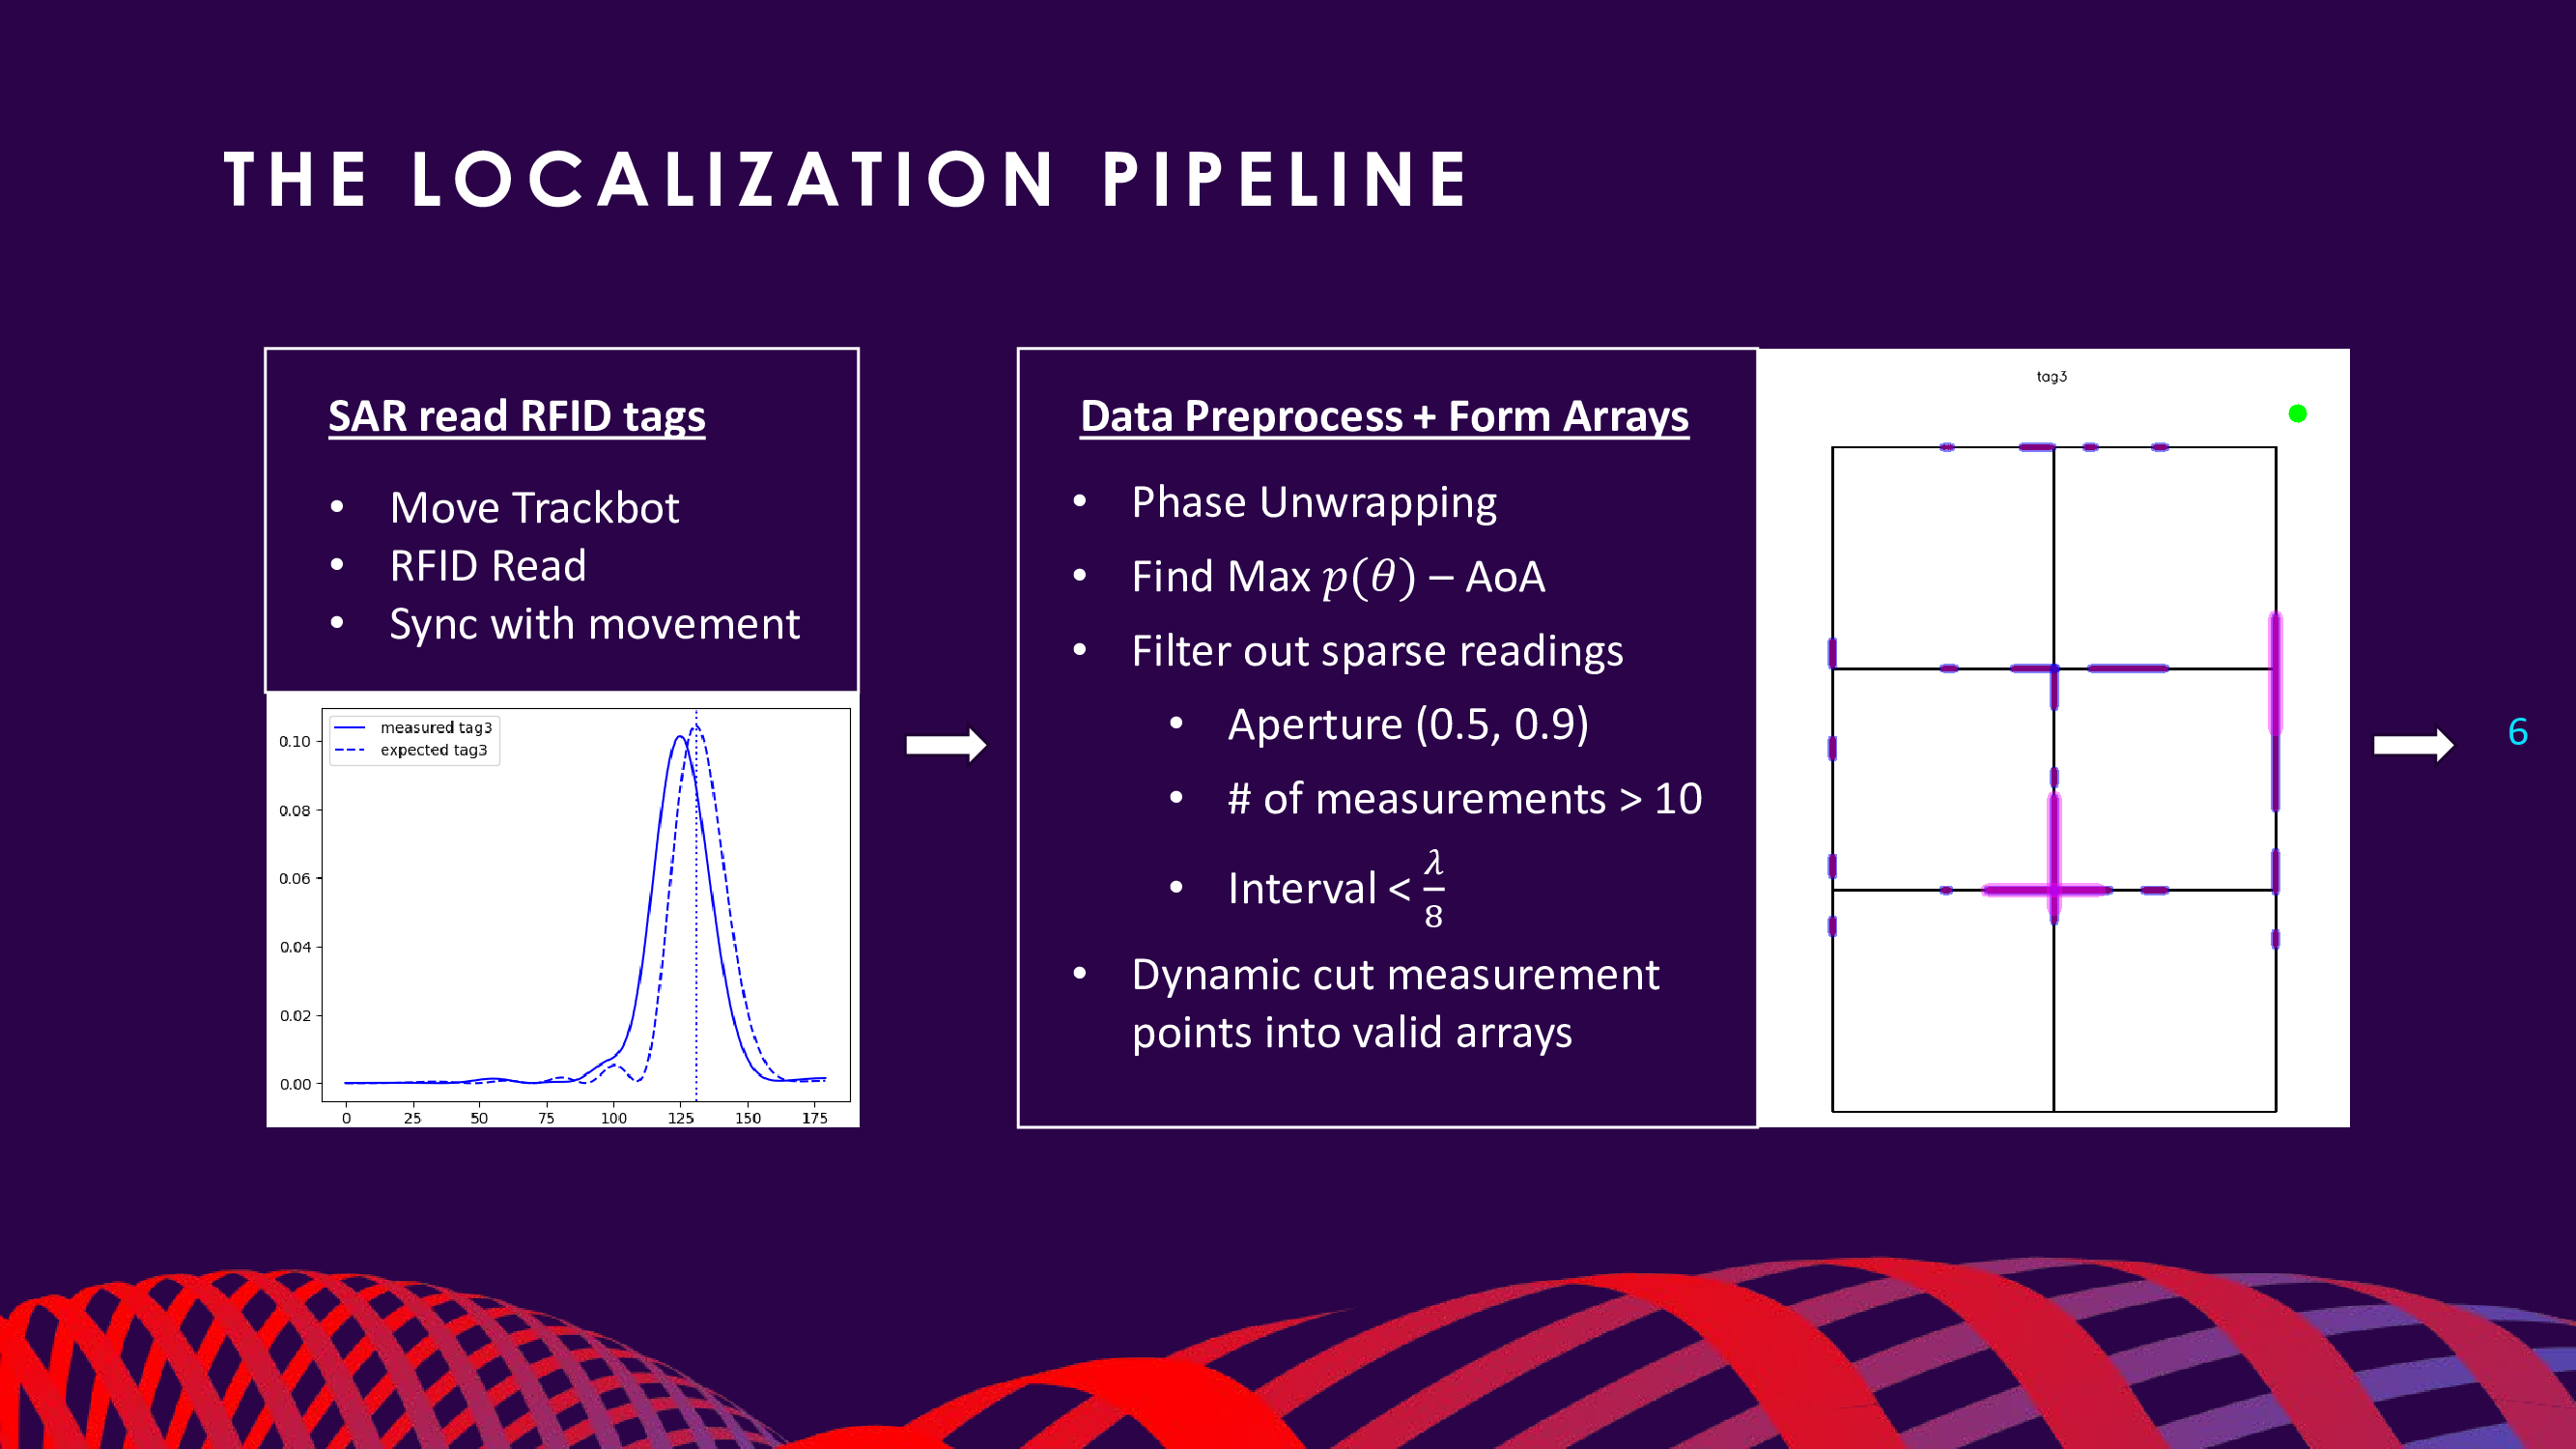 THE LOCALIZATION PIPELINE
SAR read RFID tags
• Move Trackbot
• RFID Read
• Sync with movement
measured tag3
expected tag3
0.10
0.08
0.06
0.04
0.02
0.00
0 25 50 75 100 125 150 175
Data Preprocess + Form Arrays
• Phase Unwrapping
• Find Max p(θ) – AoA
• Filter out sparse readings
• Aperture (0.5, 0.9)
• # of measurements > 10
• Interval < λ/8
• Dynamic cut measurement
points into valid arrays
tag3
6